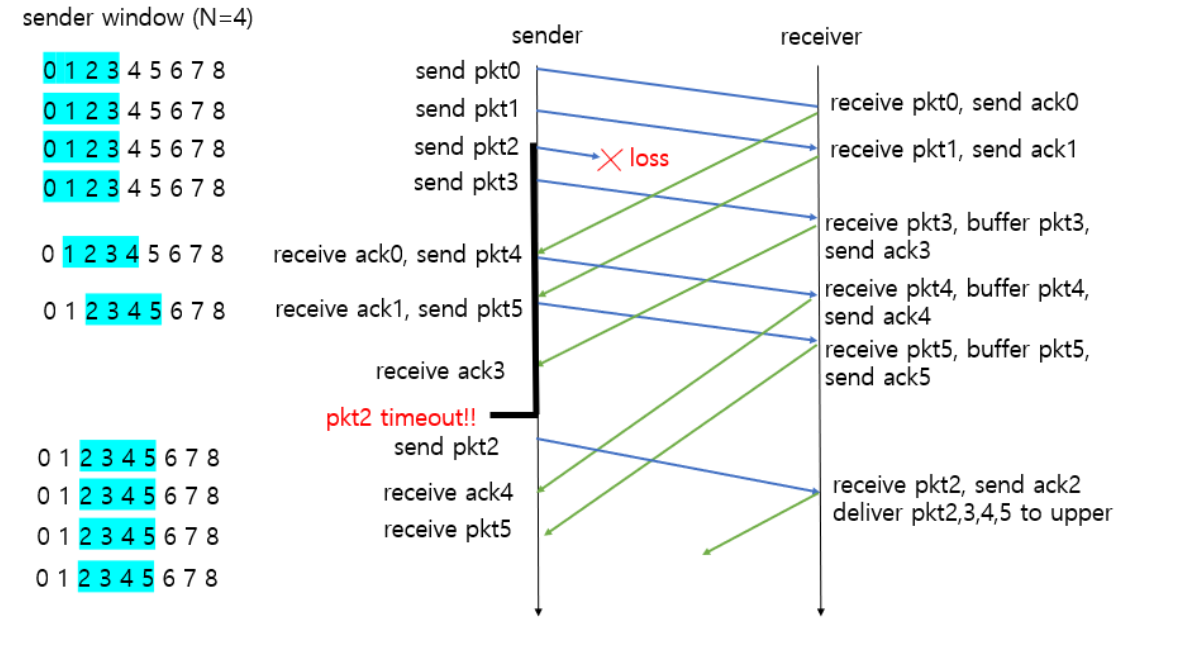 sender window (N=4)
sender
receiver
0 1 2 3 4 5 6 7 8
send pkt0
0 1 2 3 4 5 6 7 8
send pkt1
receive pkt0, send ack0
0 1 2 3 4 5 6 7 8
send pkt2
loss
receive pkt1, send ack1
0 1 2 3 4 5 6 7 8
send pkt3
receive pkt3, buffer pkt3,
send ack3
0 1 2 3 4 5 6 7 8
receive ack0, send pkt4
receive pkt4, buffer pkt4,
send ack4
0 1 2 3 4 5 6 7 8
receive ack1, send pkt5
receive pkt5, buffer pkt5,
send ack5
receive ack3
pkt2 timeout!!
0 1 2 3 4 5 6 7 8
send pkt2
0 1 2 3 4 5 6 7 8
receive ack4
receive pkt2, send ack2
deliver pkt2,3,4,5 to upper
0 1 2 3 4 5 6 7 8
receive pkt5
0 1 2 3 4 5 6 7 8